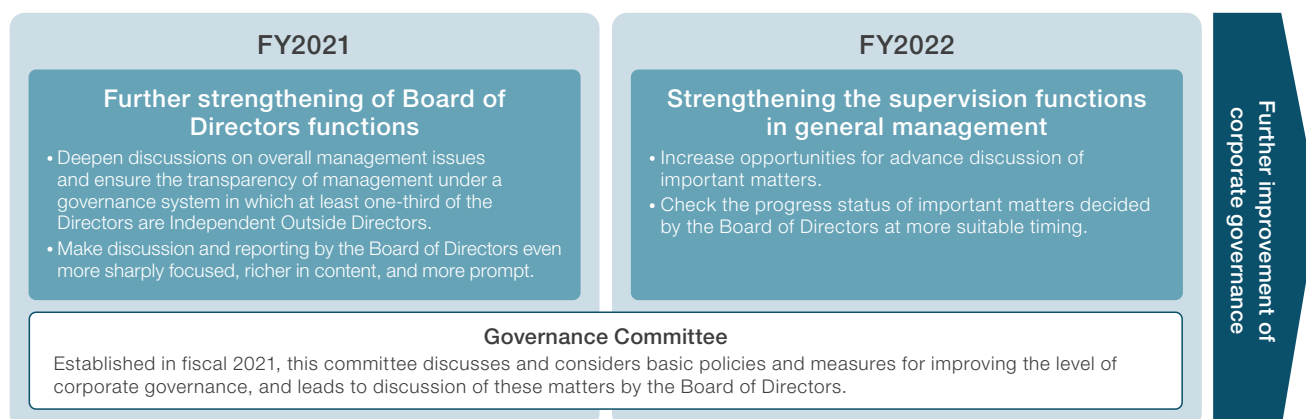 FY2021
Further strengthening of Board of
Directors functions
• Deepen discussions on overall management issues
and ensure the transparency of management under a
governance system in which at least one-third of the
Directors are Independent Outside Directors.
• Make discussion and reporting by the Board of Directors even
more sharply focused, richer in content, and more prompt.
FY2022
Strengthening the supervision functions
in general management
• Increase opportunities for advance discussion of
important matters.
• Check the progress status of important matters decided
by the Board of Directors at more suitable timing.
Governance Committee
Established in fiscal 2021, this committee discusses and considers basic policies and measures for improving the level of
corporate governance, and leads to discussion of these matters by the Board of Directors.
Further improvement of
corporate governance